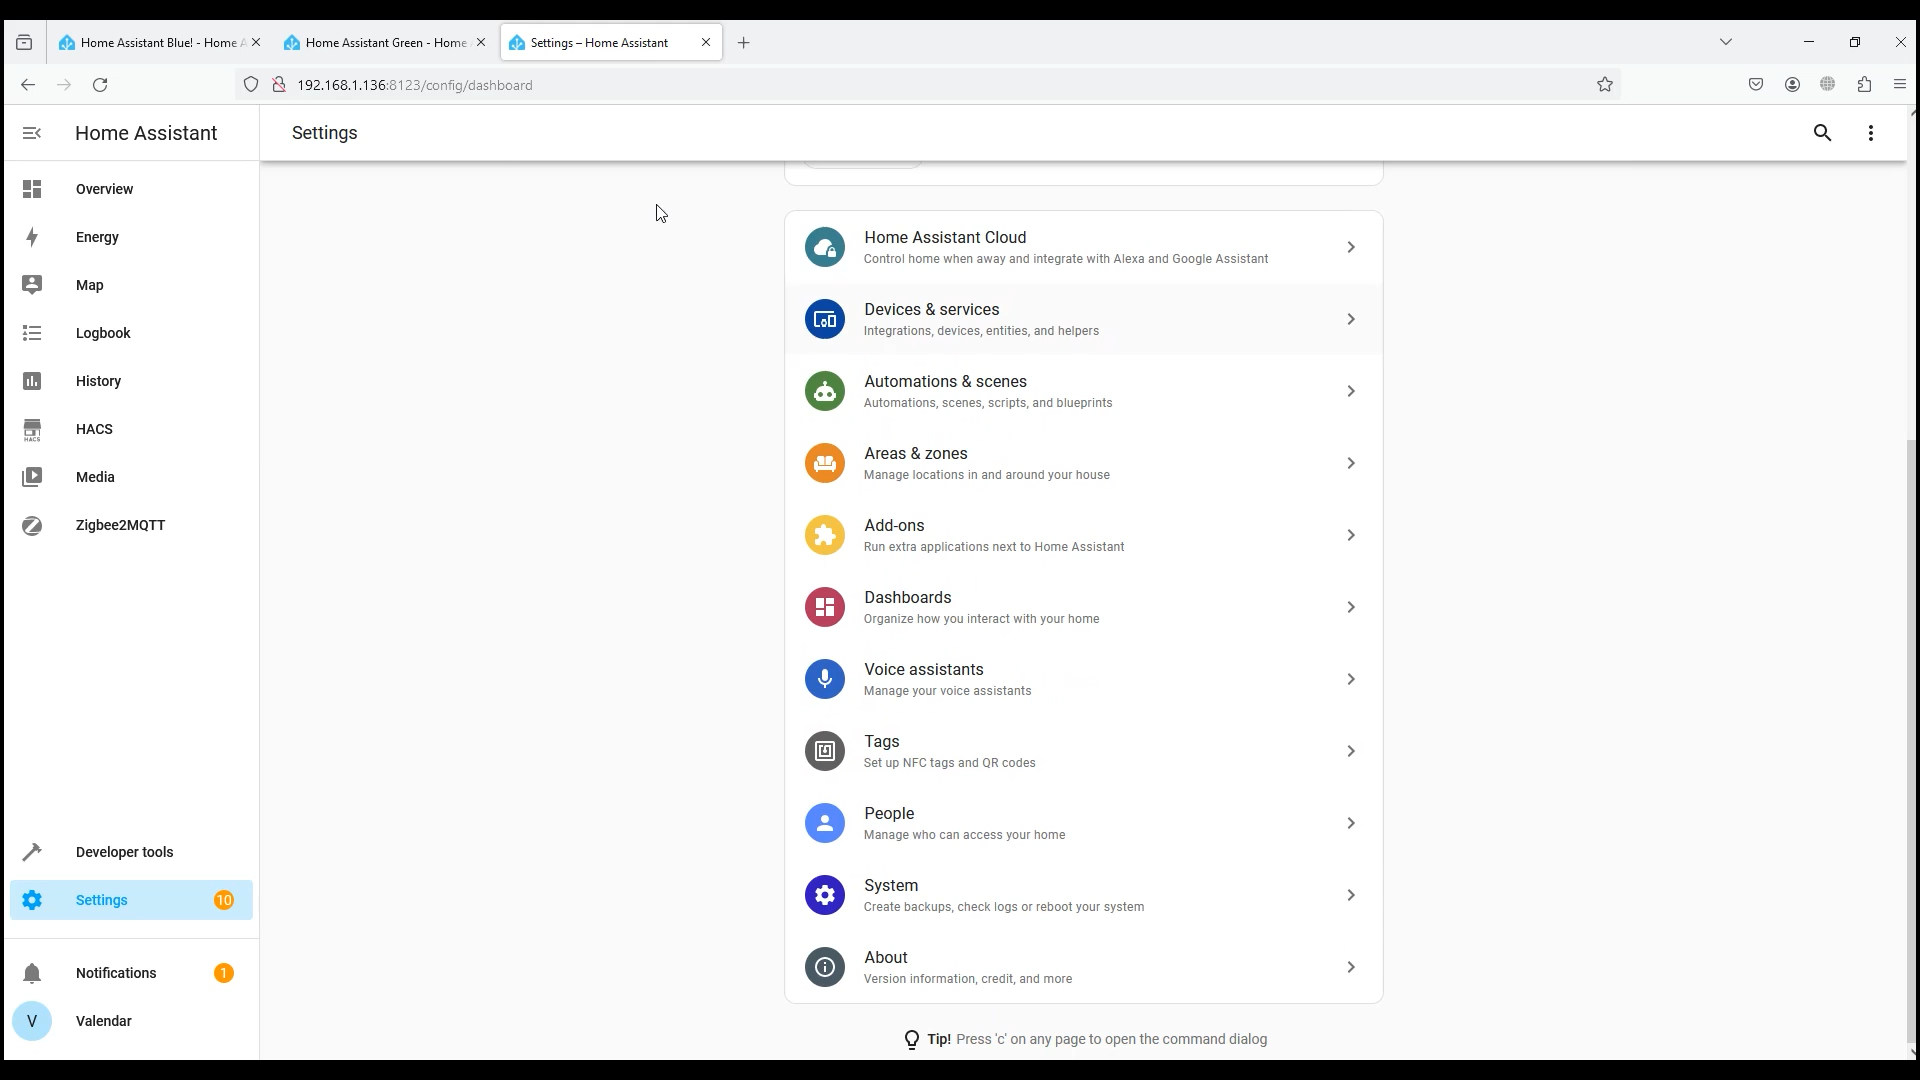 Home Assistant Blue! - Home A
Home Assistant Green - Home
Settings – Home Assistant
192.168.1.136:8123/config/dashboard
Home Assistant
Settings
Overview
Energy
Map
Logbook
History
HACS
HACS
Media
Zigbee2MQTT
Developer tools
Settings 10
Notifications 1
V Valendar
Home Assistant Cloud
Control home when away and integrate with Alexa and Google Assistant
Devices & services
Integrations, devices, entities, and helpers
Automations & scenes
Automations, scenes, scripts, and blueprints
Areas & zones
Manage locations in and around your house
Add-ons
Run extra applications next to Home Assistant
Dashboards
Organize how you interact with your home
Voice assistants
Manage your voice assistants
Tags
Set up NFC tags and QR codes
People
Manage who can access your home
System
Create backups, check logs or reboot your system
About
Version information, credit, and more
Tip! Press 'c' on any page to open the command dialog